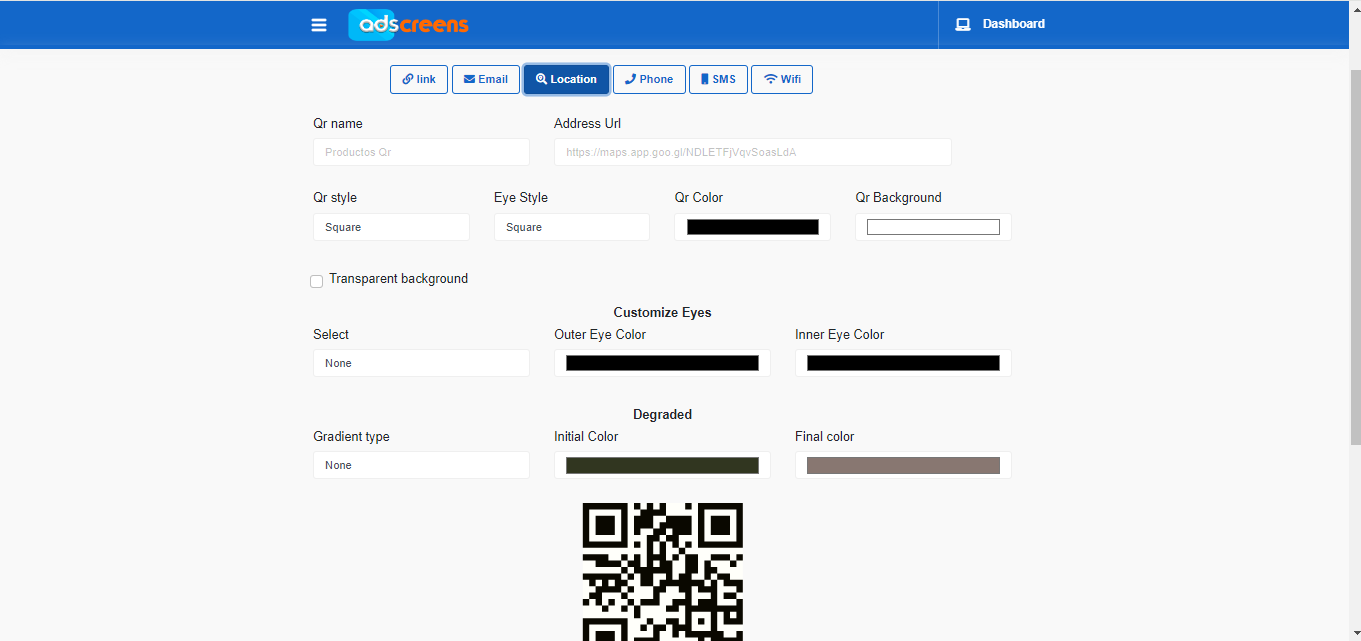 adscreens
Dashboard
link Email Location Phone SMS Wifi
Qr name Address Url
Productos Qr https://maps.app.goo.gl/NDLETFjVqvSoasLdA
Qr style Eye Style Qr Color Qr Background
Square Square
Transparent background
Customize Eyes
Select Outer Eye Color Inner Eye Color
None
Degraded
Gradient type Initial Color Final color
None